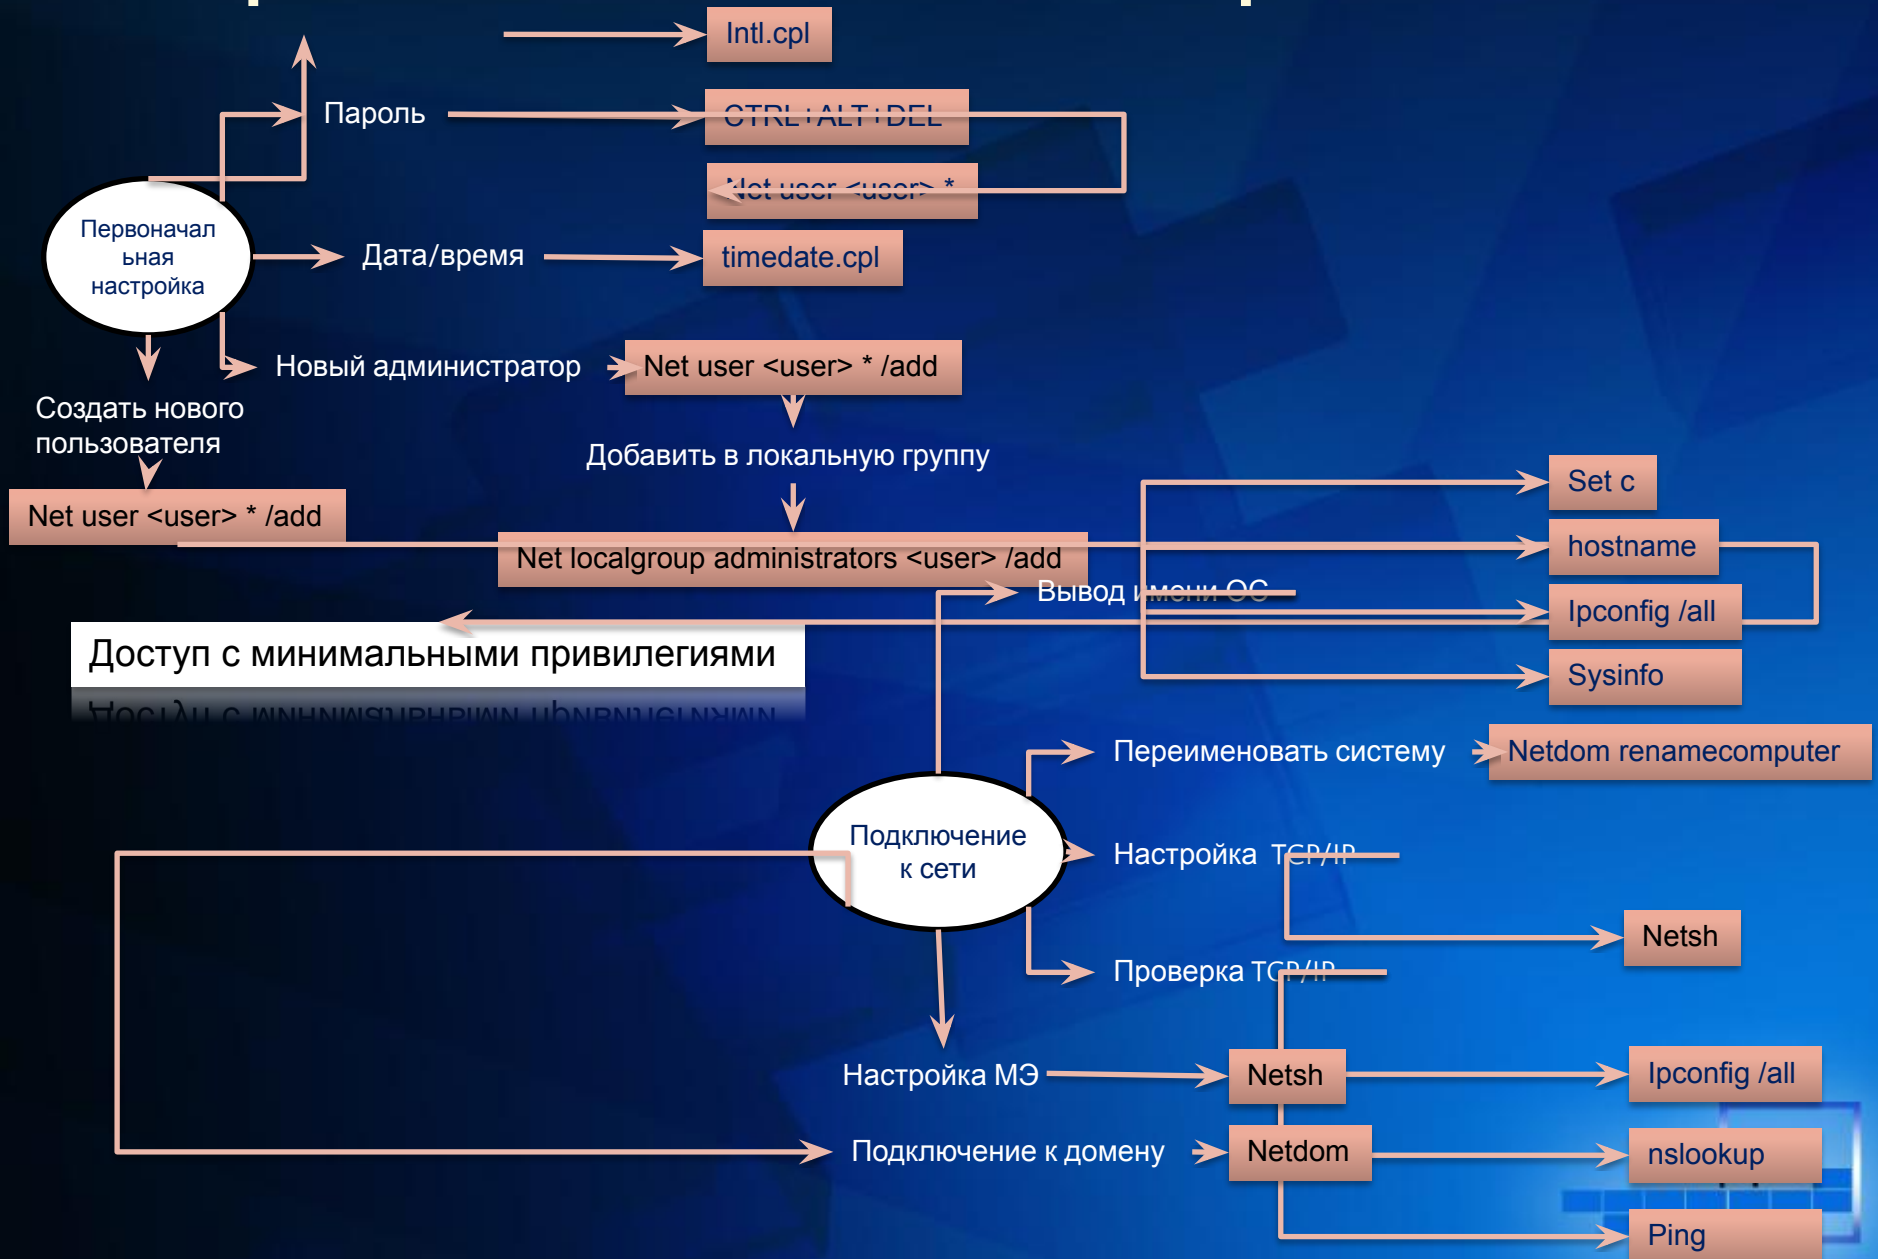 Intl.cpl
Пароль
CTRL+ALT+DEL
Net user <user> *
Первоначал
ьная
настройка
Дата/время
timedate.cpl
Новый администратор
Net user <user> * /add
Создать нового
пользователя
Добавить в локальную группу
Net user <user> * /add
Net localgroup administrators <user> /add
Set c
hostname
Вывод имени ОС
Ipconfig /all
Доступ с минимальными привилегиями
Sysinfo
Переименовать систему
Netdom renamecomputer
Подключение
к сети
Настройка TCP/IP
Netsh
Проверка TCP/IP
Настройка МЭ
Netsh
Ipconfig /all
Подключение к домену
Netdom
nslookup
Ping